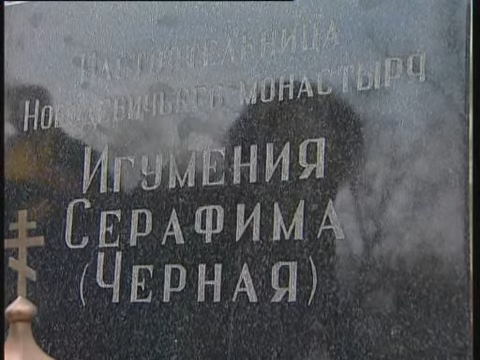 Настоятельница
Новодевичьего монастыря
Игумения
Серафима
(Черная)